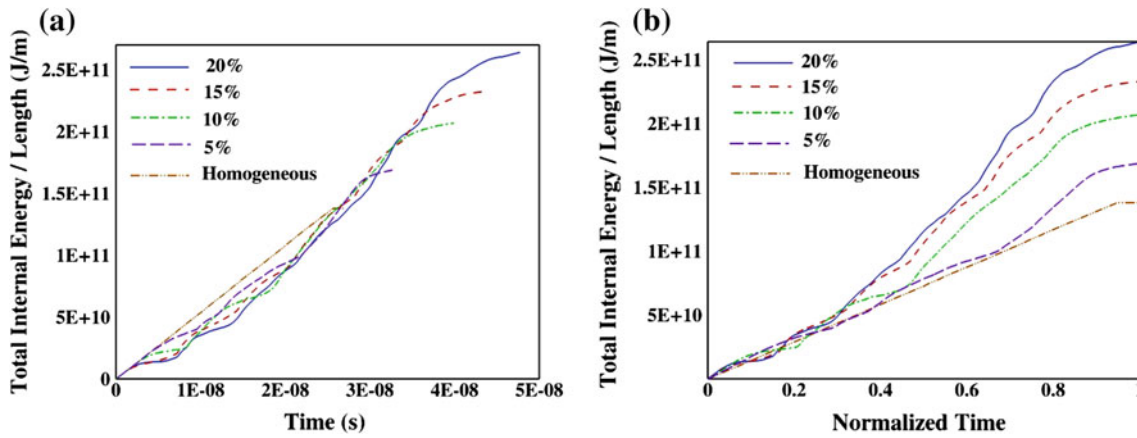 (a)
Total Internal Energy / Length (J/m)
2.5E+11
2E+11
1.5E+11
1E+11
5E+10
0
20%
15%
10%
5%
Homogeneous
0 1E-08 2E-08 3E-08 4E-08 5E-08
Time (s)
(b)
Total Internal Energy / Length (J/m)
2.5E+11
2E+11
1.5E+11
1E+11
5E+10
20%
15%
10%
5%
Homogeneous
0 0.2 0.4 0.6 0.8
Normalized Time